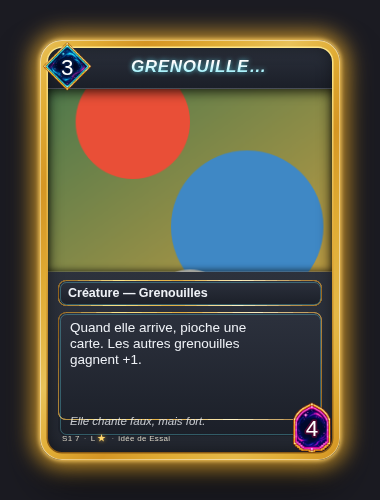 3
GRENOUILLE…
Créature — Grenouilles
Quand elle arrive, pioche une
carte. Les autres grenouilles
gagnent +1.
Elle chante faux, mais fort.
S1 7 · L ★ · Idée de Essai
4